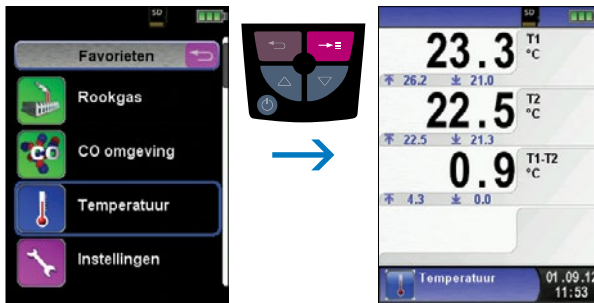 SD
Favorieten
Rookgas
CO
CO omgeving
Temperatuur
Instellingen
SD
23.3 T1 °C
26.2 21.0
22.5 T2 °C
22.5 21.3
0.9 T1-T2 °C
4.3 0.0
Temperatuur 01.09.12
11:53